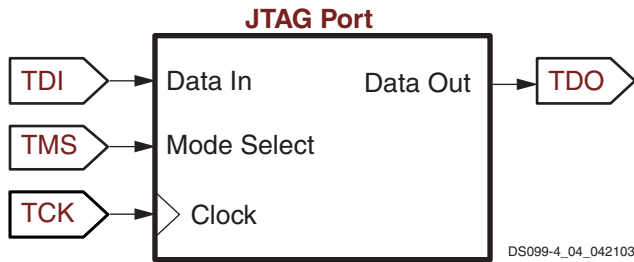 JTAG Port
TDI
Data In
Data Out
TDO
TMS
Mode Select
TCK
Clock
DS099-4_04_042103